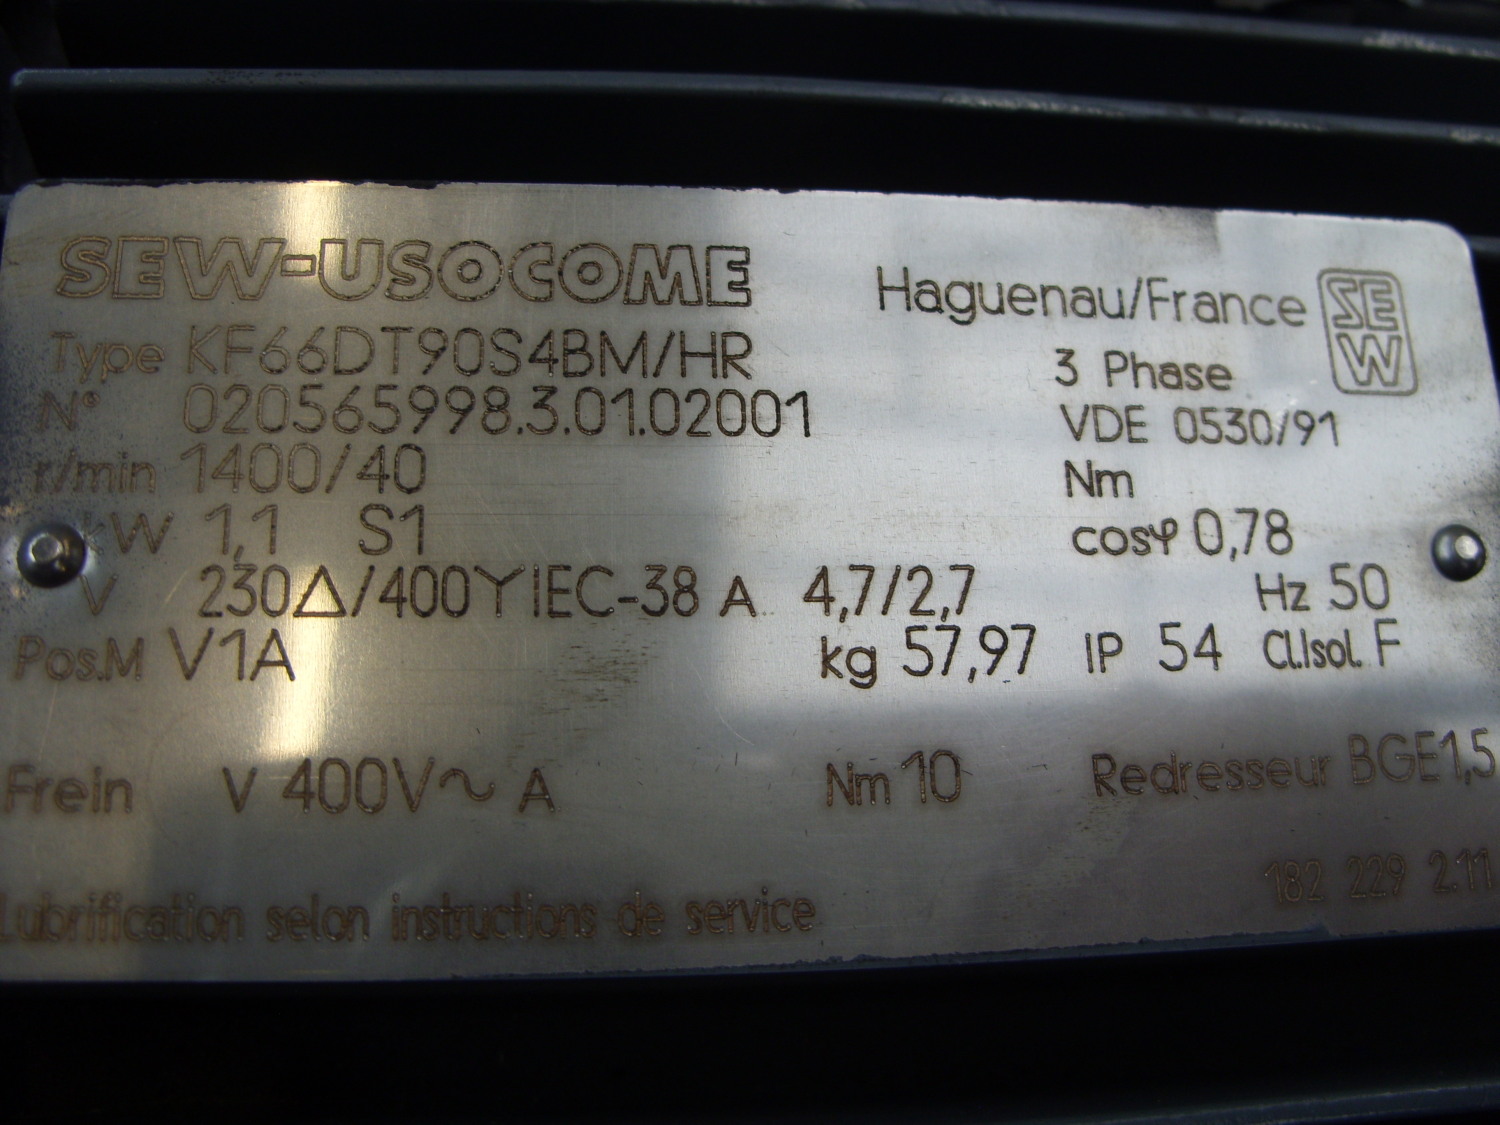 SEW-USOCOME Haguenau/France SEW
Type KF66DT90S4BM/HR 3 Phase
N° 020565998.3.01.02001 VDE 0530/91
r/min 1400/40 Nm
kW 1,1 S1 cosφ 0,78
V 230Δ/400Y IEC-38 A 4,7/2,7 Hz 50
Pos.M V1A kg 57,97 IP 54 Cl.Isol. F
Frein V 400V~ A Nm 10 Redresseur BGE1,5
182 229 2.11
Lubrification selon instructions de service